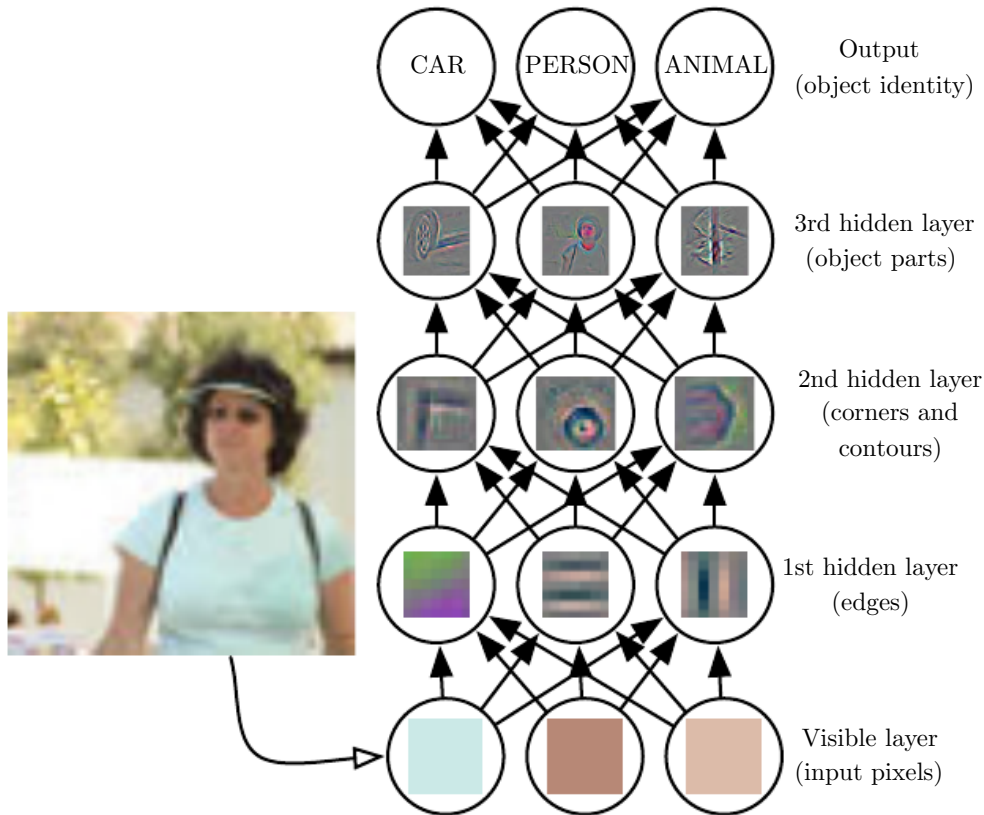 CAR
PERSON
ANIMAL
Output
(object identity)
3rd hidden layer
(object parts)
2nd hidden layer
(corners and
contours)
1st hidden layer
(edges)
Visible layer
(input pixels)